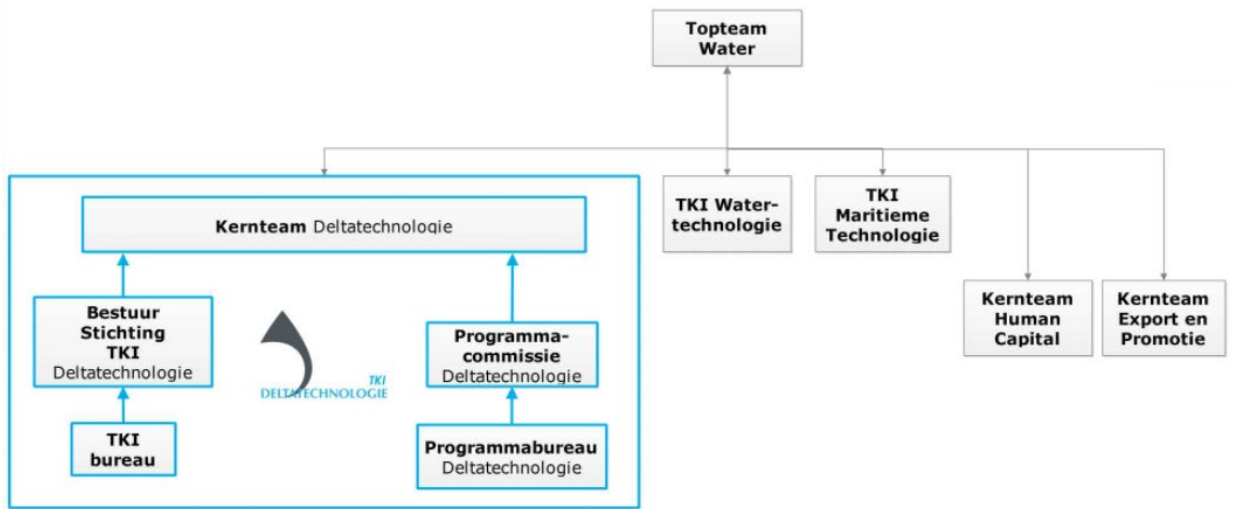 Topteam
Water
Kernteam Deltatechnologie
TKI Water-
technologie
TKI
Maritieme
Technologie
Kernteam
Human
Capital
Kernteam
Export en
Promotie
Bestuur
Stichting
TKI
Deltatechnologie
TKI
DELTATECHNOLOGIE
Programma-
commissie
Deltatechnologie
TKI
bureau
Programmabureau
Deltatechnologie